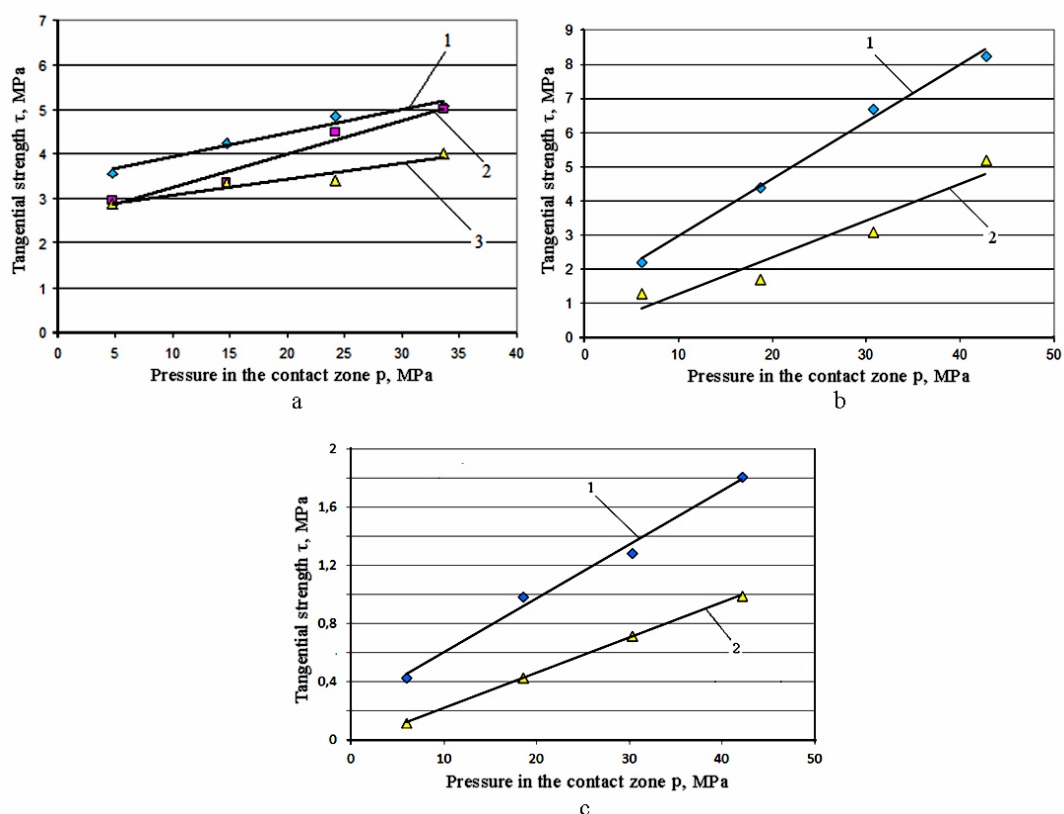 Tangential strength τ, MPa
7
6
5
4
3
2
1
0
0 5 10 15 20 25 30 35 40
1
2
3
Pressure in the contact zone p, MPa
a
Tangential strength τ, MPa
9
8
7
6
5
4
3
2
1
0
0 10 20 30 40 50
1
2
Pressure in the contact zone p, MPa
b
Tangential strength τ, MPa
2
1,6
1,2
0,8
0,4
0
0 10 20 30 40 50
1
2
Pressure in the contact zone p, MPa
c